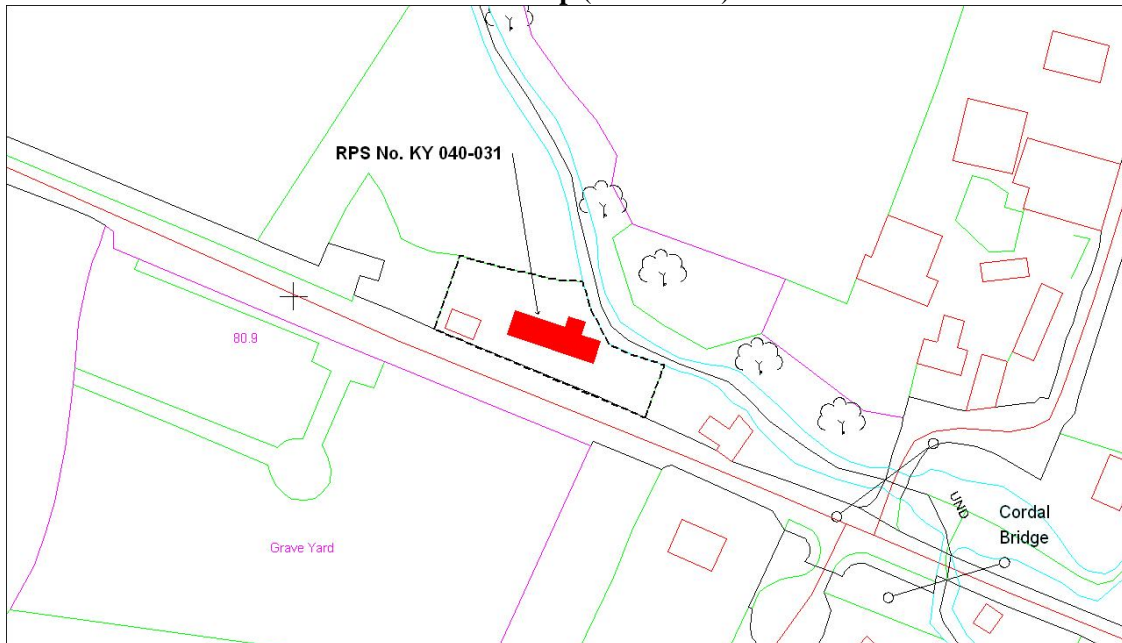 RPS No. KY 040-031
80.9
Grave Yard
UND
Cordal
Bridge